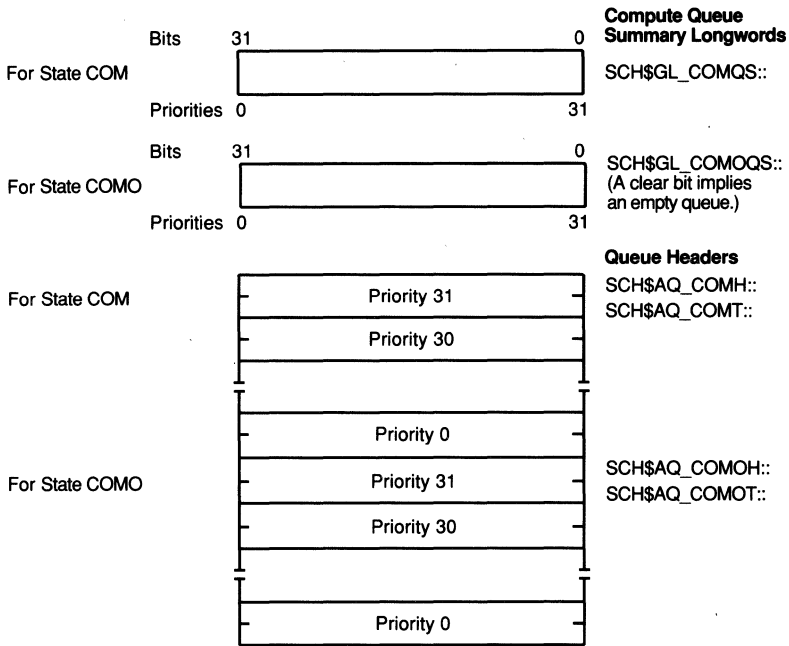 Compute Queue
Summary Longwords
Bits 31 0
For State COM
SCH$GL_COMQS::
Priorities 0 31
Bits 31 0
For State COMO
SCH$GL_COMOQS::
(A clear bit implies
an empty queue.)
Priorities 0 31
Queue Headers
For State COM
Priority 31
SCH$AQ_COMH::
SCH$AQ_COMT::
Priority 30
Priority 0
For State COMO
Priority 31
SCH$AQ_COMOH::
SCH$AQ_COMOT::
Priority 30
Priority 0